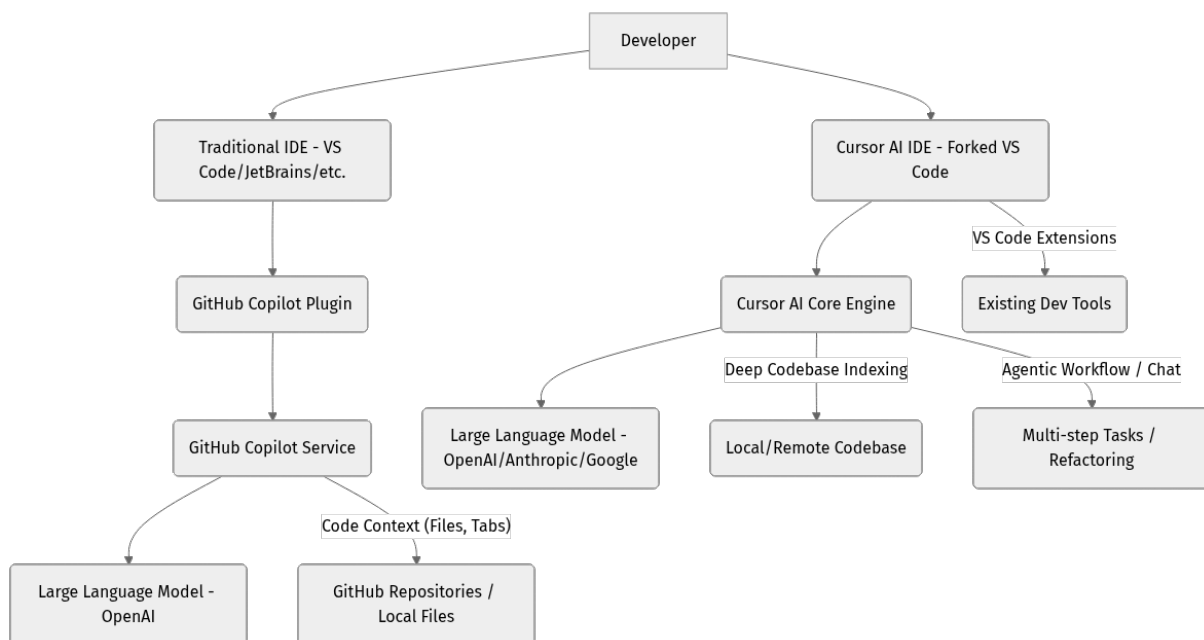 Developer
Traditional IDE - VS
Code/JetBrains/etc.
Cursor AI IDE - Forked VS
Code
VS Code Extensions
GitHub Copilot Plugin
Cursor AI Core Engine
Existing Dev Tools
Deep Codebase Indexing
Agentic Workflow / Chat
GitHub Copilot Service
Large Language Model -
OpenAI/Anthropic/Google
Local/Remote Codebase
Multi-step Tasks /
Refactoring
Code Context (Files, Tabs)
Large Language Model -
OpenAI
GitHub Repositories /
Local Files